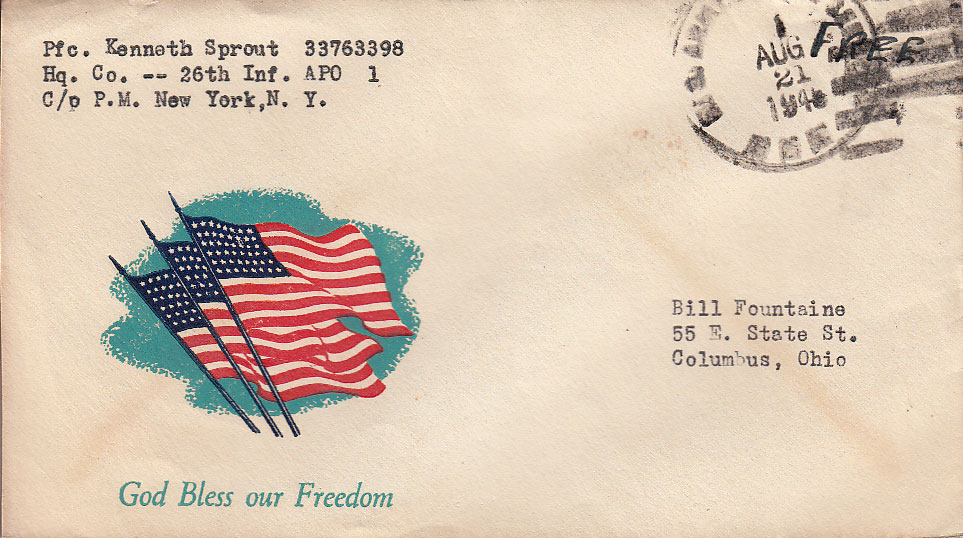 Pfc. Kenneth Sprout 33763398
Hq. Co. -- 26th Inf. APO 1
C/o P.M. New York,N. Y.
1
AUG
21
FREE
Bill Fountaine
55 E. State St.
Columbus, Ohio
God Bless our Freedom